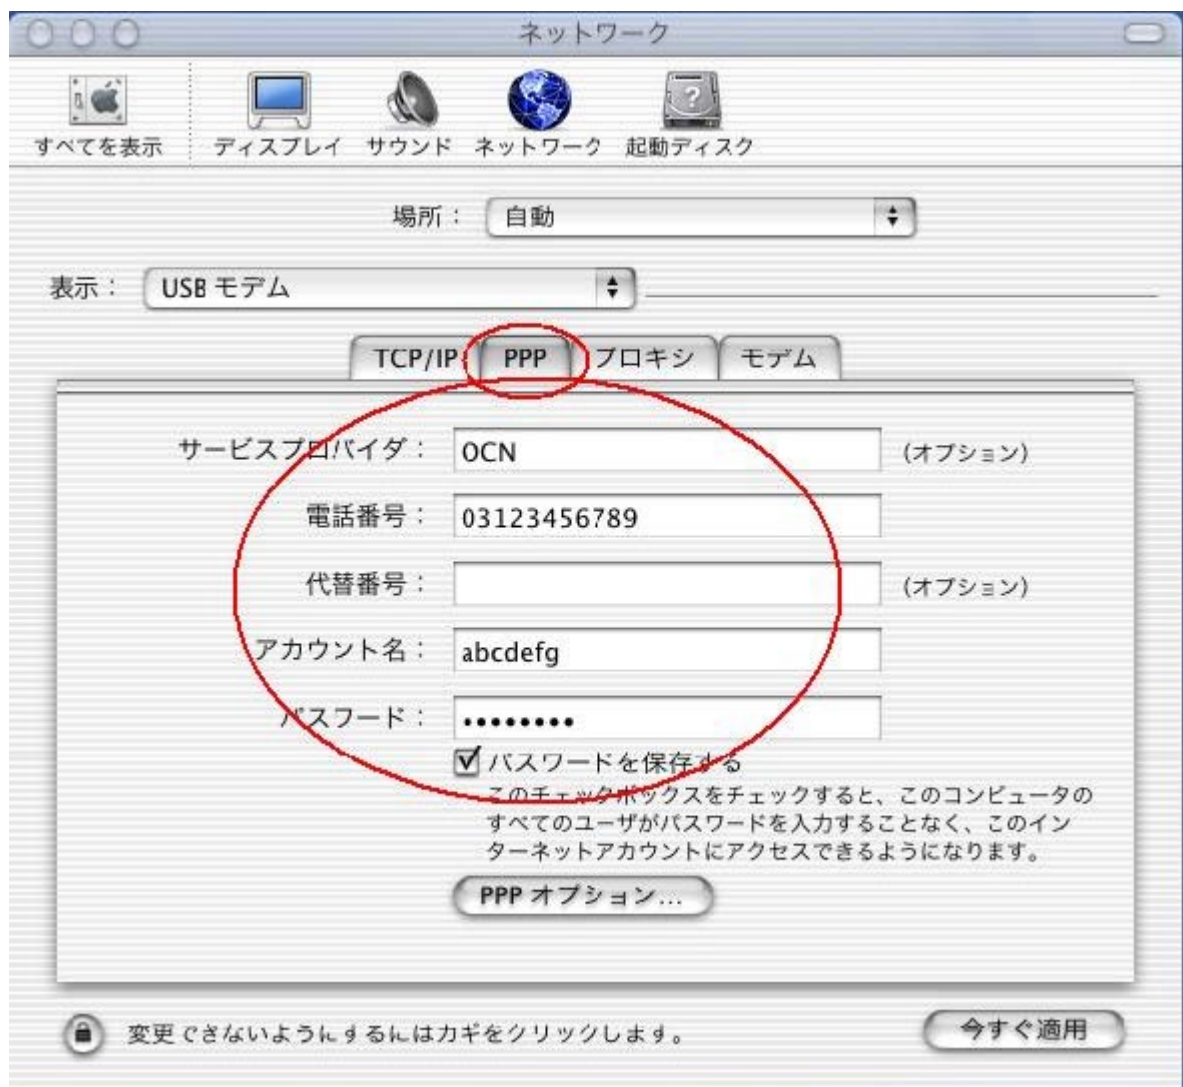 ネットワーク
すべてを表示 ディスプレイ サウンド ネットワーク 起動ディスク
場所： 自動
表示： USB モデム
TCP/IP PPP プロキシ モデム
サービスプロバイダ： OCN (オプション)
電話番号： 03123456789
代替番号： (オプション)
アカウント名： abcdefg
パスワード： ••••••••
パスワードを保存する
このチェックボックスをチェックすると、このコンピュータの
すべてのユーザがパスワードを入力することなく、このイン
ターネットアカウントにアクセスできるようになります。
PPP オプション...
変更できないようにするにはカギをクリックします。 今すぐ適用